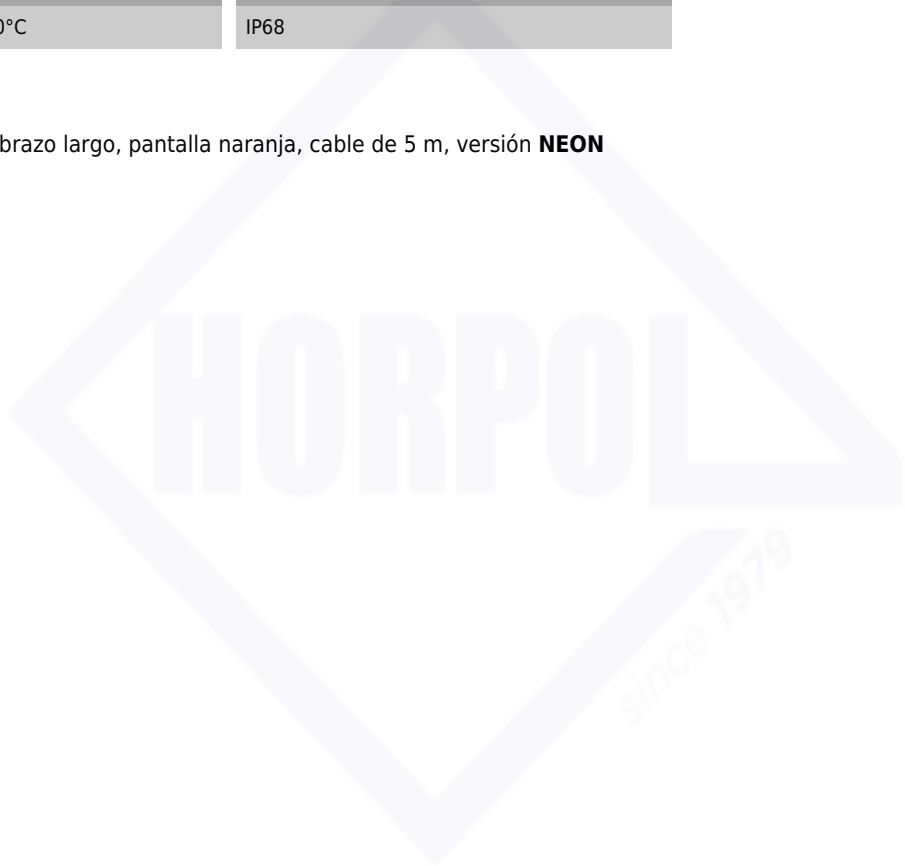 0°C IP68
brazo largo, pantalla naranja, cable de 5 m, versión NEON
HORPOL
since 1979